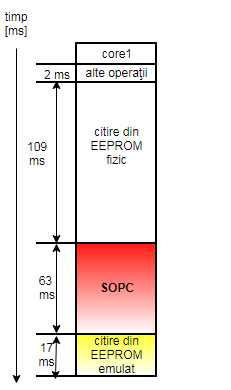 timp
[ms]
core1
2 ms
alte operații
citire din
EEPROM
fizic
109
ms
63
ms
SOPC
17
ms
citire din
EEPROM
emulat